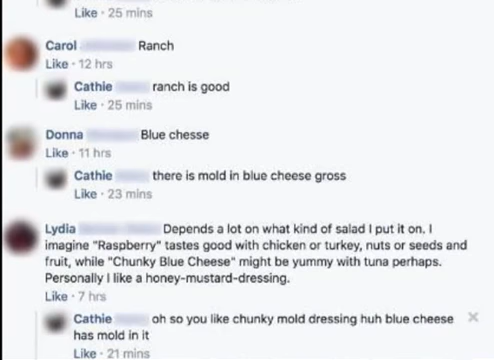 Like · 25 mins
Carol Ranch
Like · 12 hrs
Cathie ranch is good
Like · 25 mins
Donna Blue chesse
Like · 11 hrs
Cathie there is mold in blue cheese gross
Like · 23 mins
Lydia Depends a lot on what kind of salad I put it on. I
imagine "Raspberry" tastes good with chicken or turkey, nuts or seeds and
fruit, while "Chunky Blue Cheese" might be yummy with tuna perhaps.
Personally I like a honey-mustard-dressing.
Like · 7 hrs
Cathie oh so you like chunky mold dressing huh blue cheese
has mold in it
Like · 21 mins